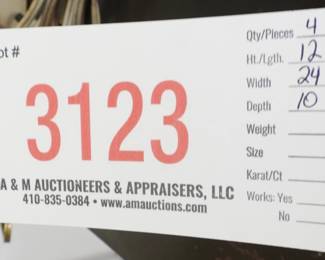 ot #
3123
A & M AUCTIONEERS & APPRAISERS, LLC
410-835-0384 • www.amauctions.com
Qty/Pieces 4
Ht./Lgth. 12
Width 24
Depth 10
Weight
Size
Karat/Ct
Works: Yes
No